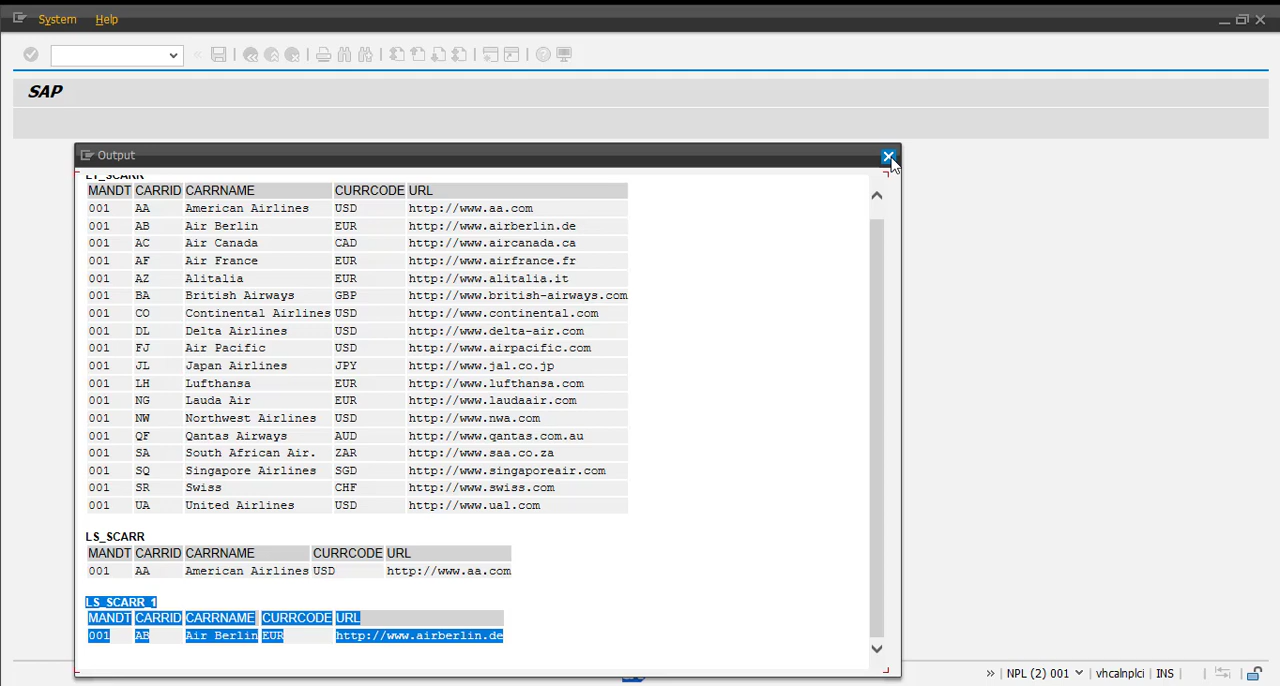 System Help
SAP
Output
LT_SCARR
MANDT CARRID CARRNAME CURRCODE URL
001 AA American Airlines USD http://www.aa.com
001 AB Air Berlin EUR http://www.airberlin.de
001 AC Air Canada CAD http://www.aircanada.ca
001 AF Air France EUR http://www.airfrance.fr
001 AZ Alitalia EUR http://www.alitalia.it
001 BA British Airways GBP http://www.british-airways.com
001 CO Continental Airlines USD http://www.continental.com
001 DL Delta Airlines USD http://www.delta-air.com
001 FJ Air Pacific USD http://www.airpacific.com
001 JL Japan Airlines JPY http://www.jal.co.jp
001 LH Lufthansa EUR http://www.lufthansa.com
001 NG Lauda Air EUR http://www.laudaair.com
001 NW Northwest Airlines USD http://www.nwa.com
001 QF Qantas Airways AUD http://www.qantas.com.au
001 SA South African Air. ZAR http://www.saa.co.za
001 SQ Singapore Airlines SGD http://www.singaporeair.com
001 SR Swiss CHF http://www.swiss.com
001 UA United Airlines USD http://www.ual.com
LS_SCARR
MANDT CARRID CARRNAME CURRCODE URL
001 AA American Airlines USD http://www.aa.com
LS_SCARR_1
MANDT CARRID CARRNAME CURRCODE URL
001 AB Air Berlin EUR http://www.airberlin.de
NPL (2) 001 vhcalnplci INS